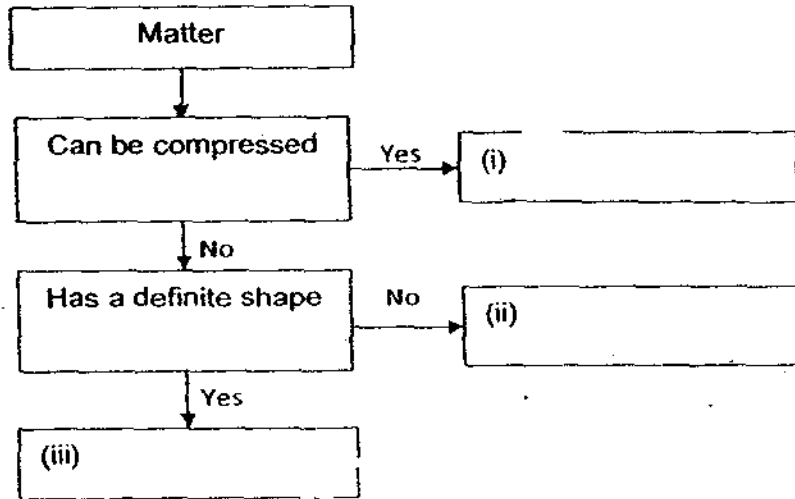 Matter
Can be compressed
Yes
(i)
No
Has a definite shape
No
(ii)
Yes
(iii)